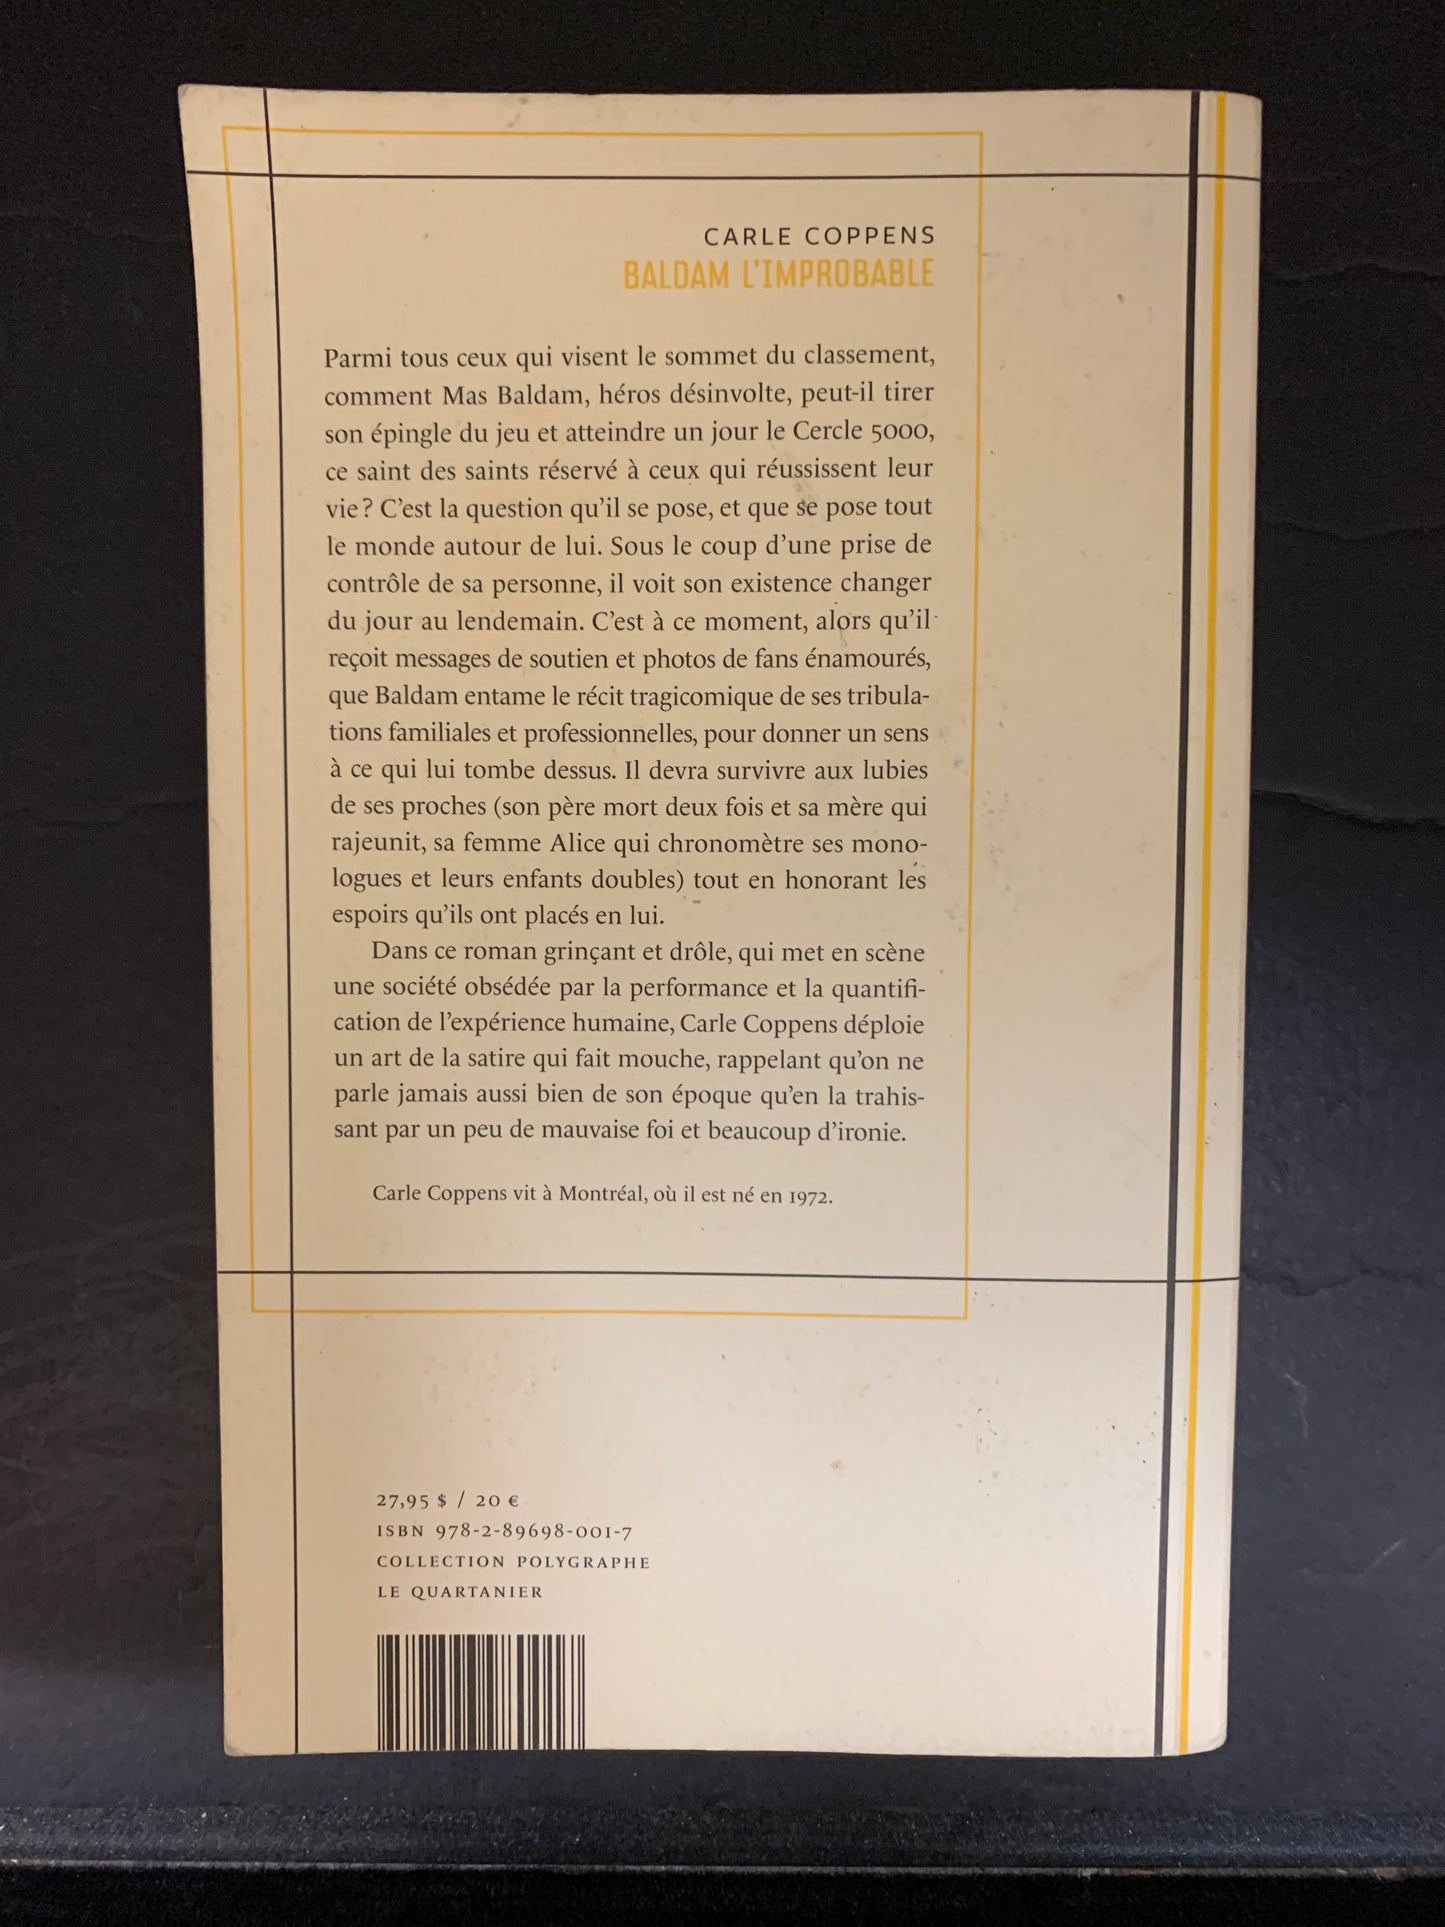 CARLE COPPENS
BALDAM L'IMPROBABLE
Parmi tous ceux qui visent le sommet du classement,
comment Mas Baldam, héros désinvolte, peut-il tirer
son épingle du jeu et atteindre un jour le Cercle 5000,
ce saint des saints réservé à ceux qui réussissent leur
vie ? C'est la question qu'il se pose, et que se pose tout
le monde autour de lui. Sous le coup d'une prise de
contrôle de sa personne, il voit son existence changer
du jour au lendemain. C'est à ce moment, alors qu'il
reçoit messages de soutien et photos de fans énamourés,
que Baldam entame le récit tragicomique de ses tribula-
tions familiales et professionnelles, pour donner un sens
à ce qui lui tombe dessus. Il devra survivre aux lubies
de ses proches (son père mort deux fois et sa mère qui
rajeunit, sa femme Alice qui chronomètre ses mono-
logues et leurs enfants doubles) tout en honorant les
espoirs qu'ils ont placés en lui.
Dans ce roman grinçant et drôle, qui met en scène
une société obsédée par la performance et la quantifi-
cation de l'expérience humaine, Carle Coppens déploie
un art de la satire qui fait mouche, rappelant qu'on ne
parle jamais aussi bien de son époque qu'en la trahis-
sant par un peu de mauvaise foi et beaucoup d'ironie.
Carle Coppens vit à Montréal, où il est né en 1972.
27,95 $ / 20 €
ISBN 978-2-89698-001-7
COLLECTION POLYGRAPHE
LE QUARTANIER